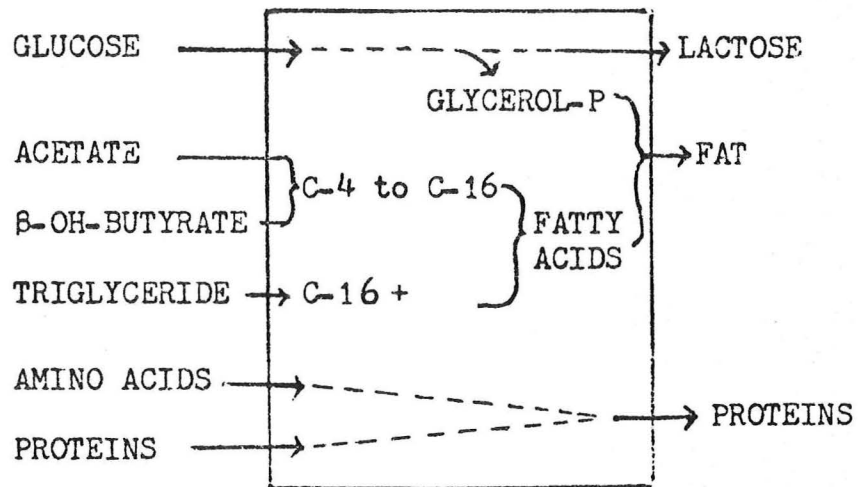 GLUCOSE LACTOSE
GLYCEROL-P
ACETATE FAT
C-4 to C-16
β-OH-BUTYRATE FATTY
ACIDS
TRIGLYCERIDE C-16 +
AMINO ACIDS
PROTEINS
PROTEINS